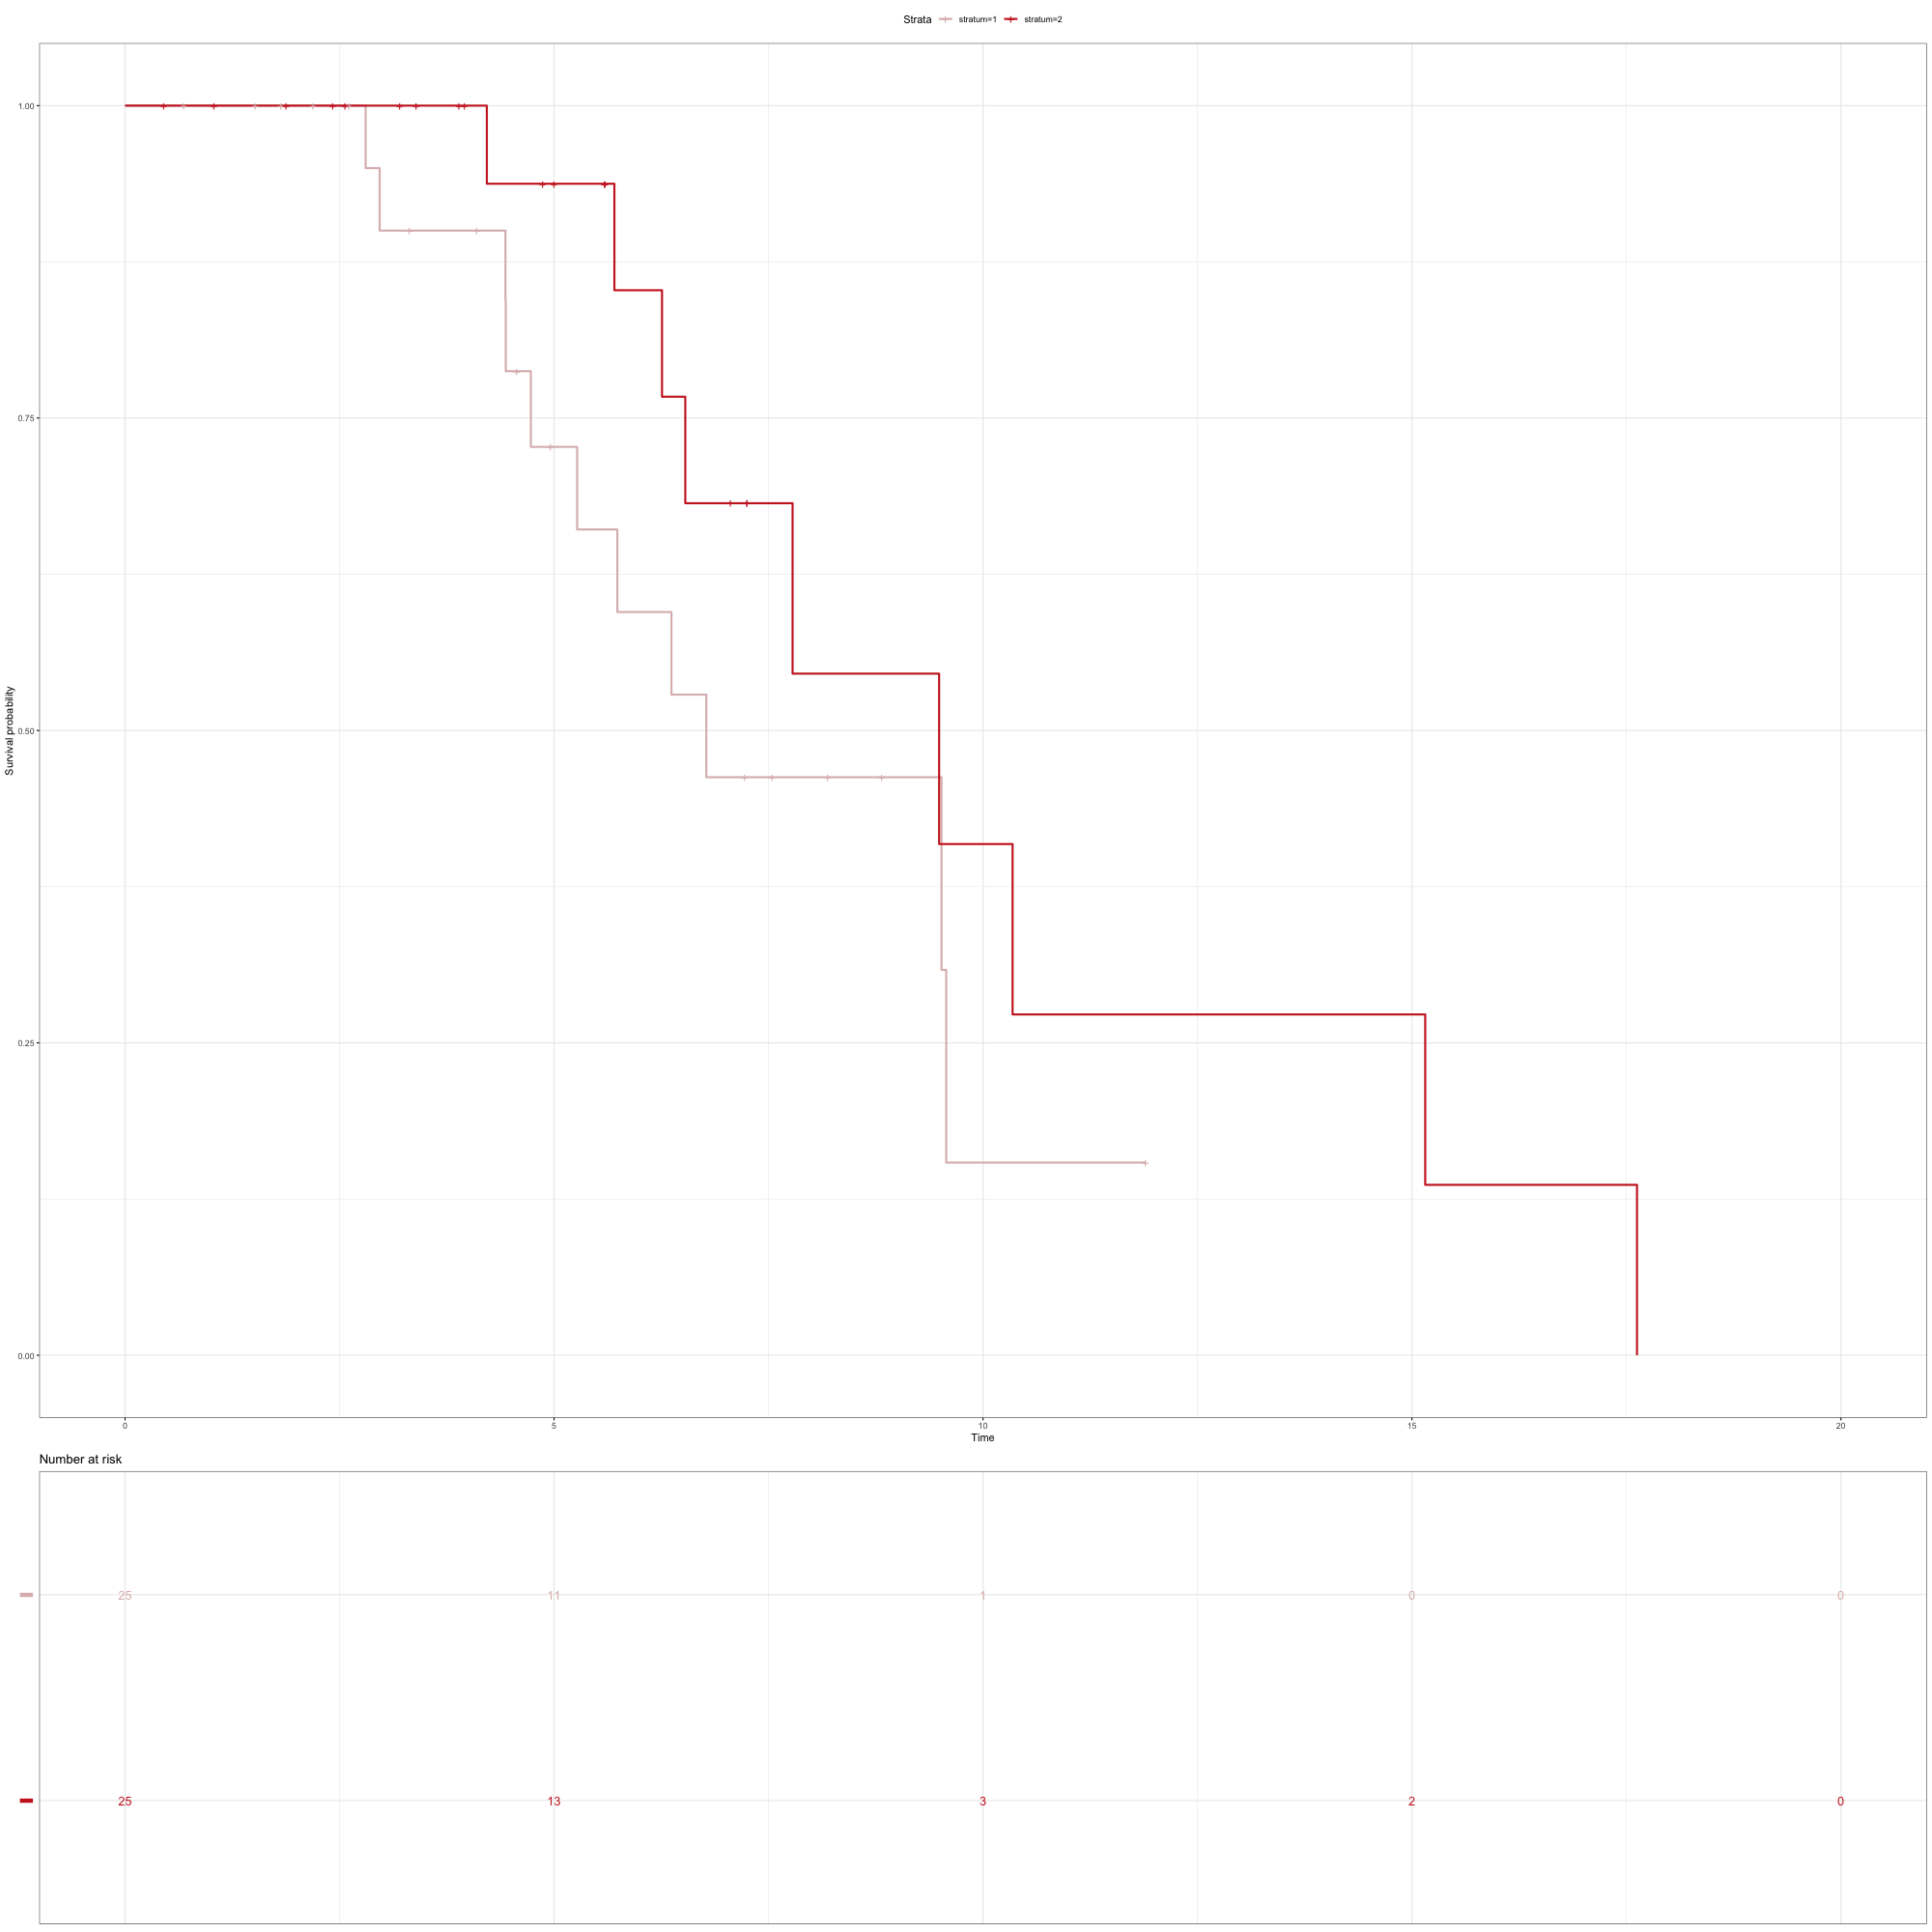 Strata stratum=1 stratum=2
1.00
0.75
0.50
0.25
0.00
Survival probability
0 5 10 15 20
Time
Number at risk
25 11 1 0 0
25 13 3 2 0